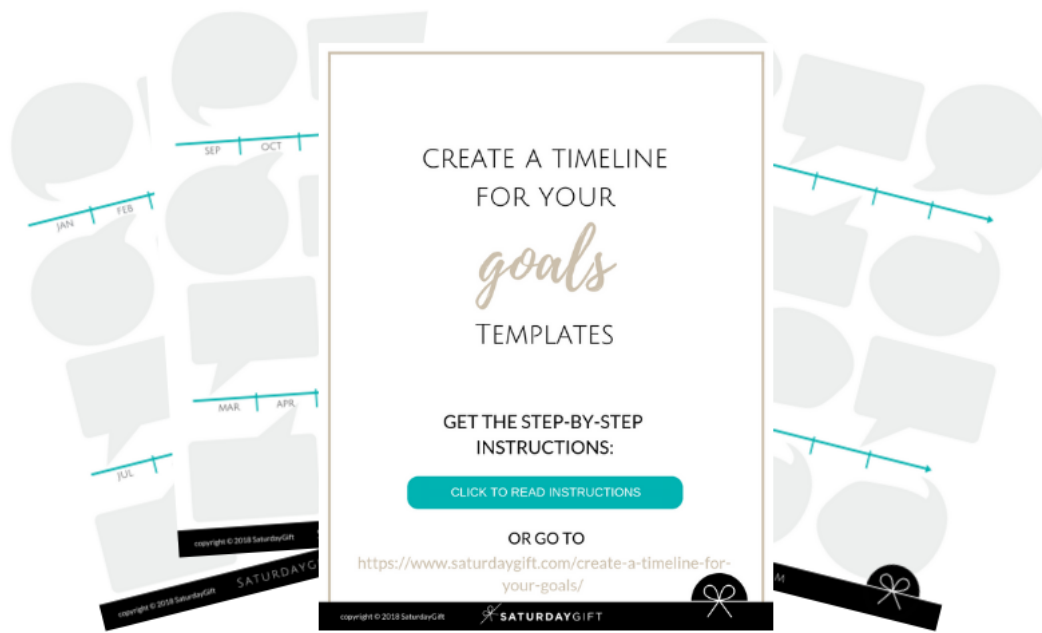 JAN
FEB
JUL
SEP
OCT
MAR
APR
CREATE A TIMELINE
FOR YOUR
goals
TEMPLATES
GET THE STEP-BY-STEP
INSTRUCTIONS:
CLICK TO READ INSTRUCTIONS
OR GO TO
https://www.saturdaygift.com/create-a-timeline-for-
your-goals/
copyright © 2018 SaturdayGift
SATURDAYGIFT
copyright © 2018 SaturdayGift
copyright © 2018 SaturdayGift
SATURDAYG
M